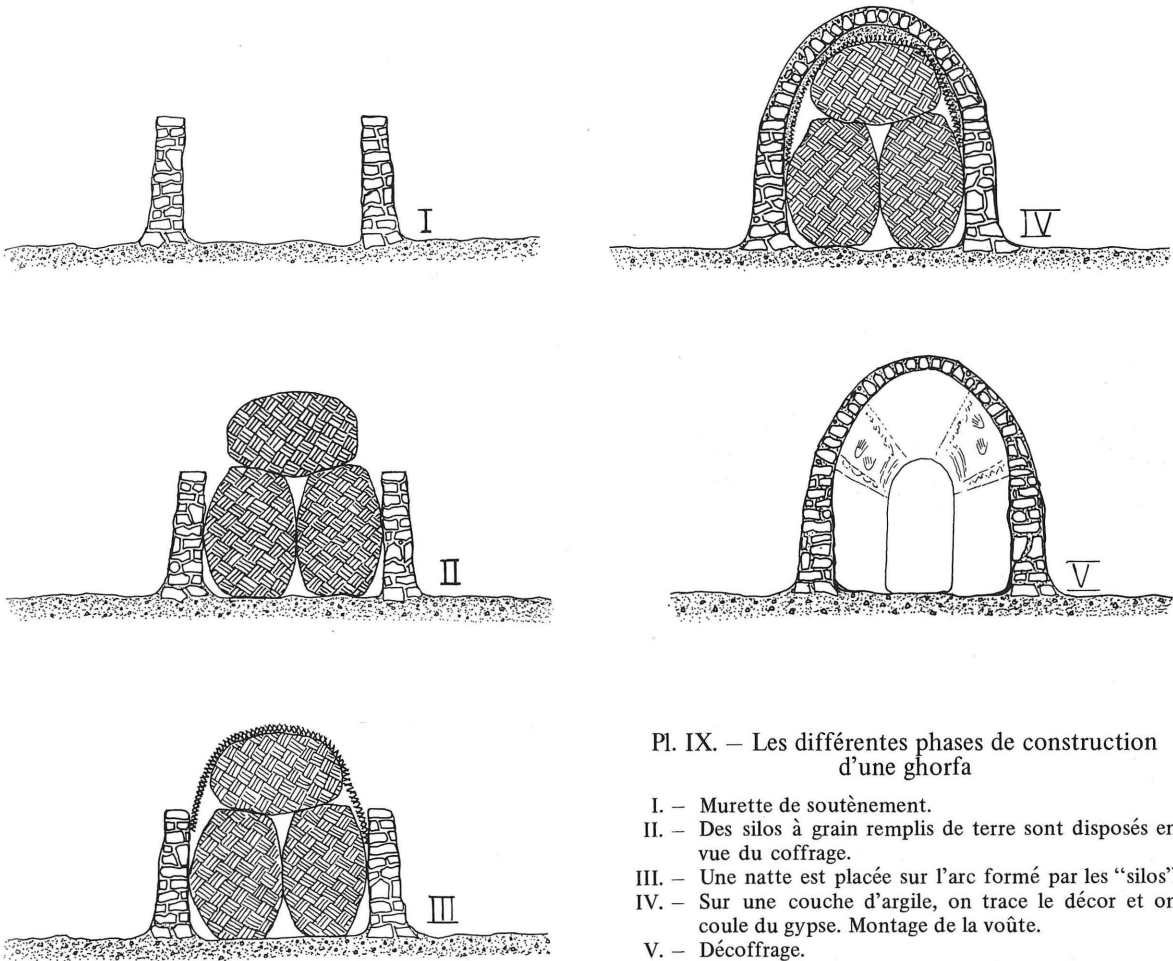 I
IV
II
V
III
Pl. IX. – Les différentes phases de construction
d'une ghorfa
I. – Murette de soutènement.
II. – Des silos à grain remplis de terre sont disposés en
vue du coffrage.
III. – Une natte est placée sur l'arc formé par les “silos”
IV. – Sur une couche d'argile, on trace le décor et on
coule du gypse. Montage de la voûte.
V. – Décoffrage.